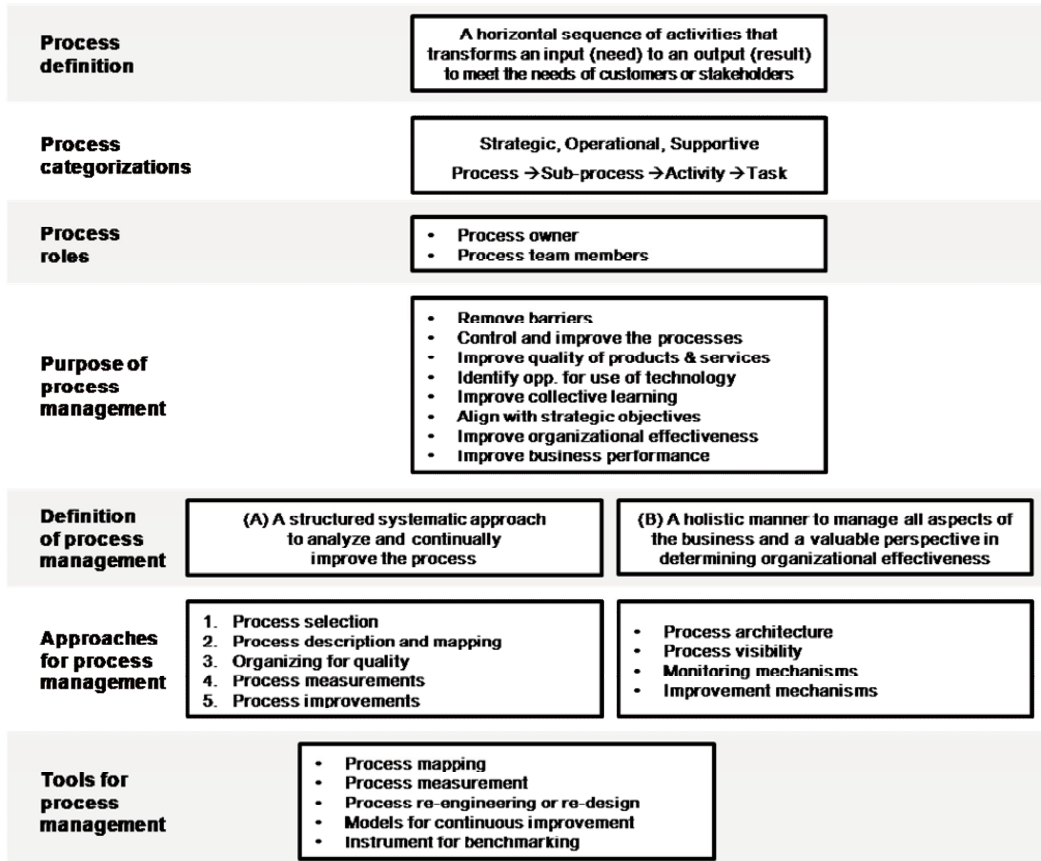 Process
definition
A horizontal sequence of activities that
transforms an input (need) to an output (result)
to meet the needs of customers or stakeholders
Process
categorizations
Strategic, Operational, Supportive
Process →Sub-process →Activity →Task
Process
roles
• Process owner
• Process team members
Purpose of
process
management
• Remove barriers
• Control and improve the processes
• Improve quality of products & services
• Identify opp. for use of technology
• Improve collective learning
• Align with strategic objectives
• Improve organizational effectiveness
• Improve business performance
Definition
of process
management
(A) A structured systematic approach
to analyze and continually
improve the process
(B) A holistic manner to manage all aspects of
the business and a valuable perspective in
determining organizational effectiveness
Approaches
for process
management
1. Process selection
2. Process description and mapping
3. Organizing for quality
4. Process measurements
5. Process improvements
• Process architecture
• Process visibility
• Monitoring mechanisms
• Improvement mechanisms
Tools for
process
management
• Process mapping
• Process measurement
• Process re-engineering or re-design
• Models for continuous improvement
• Instrument for benchmarking